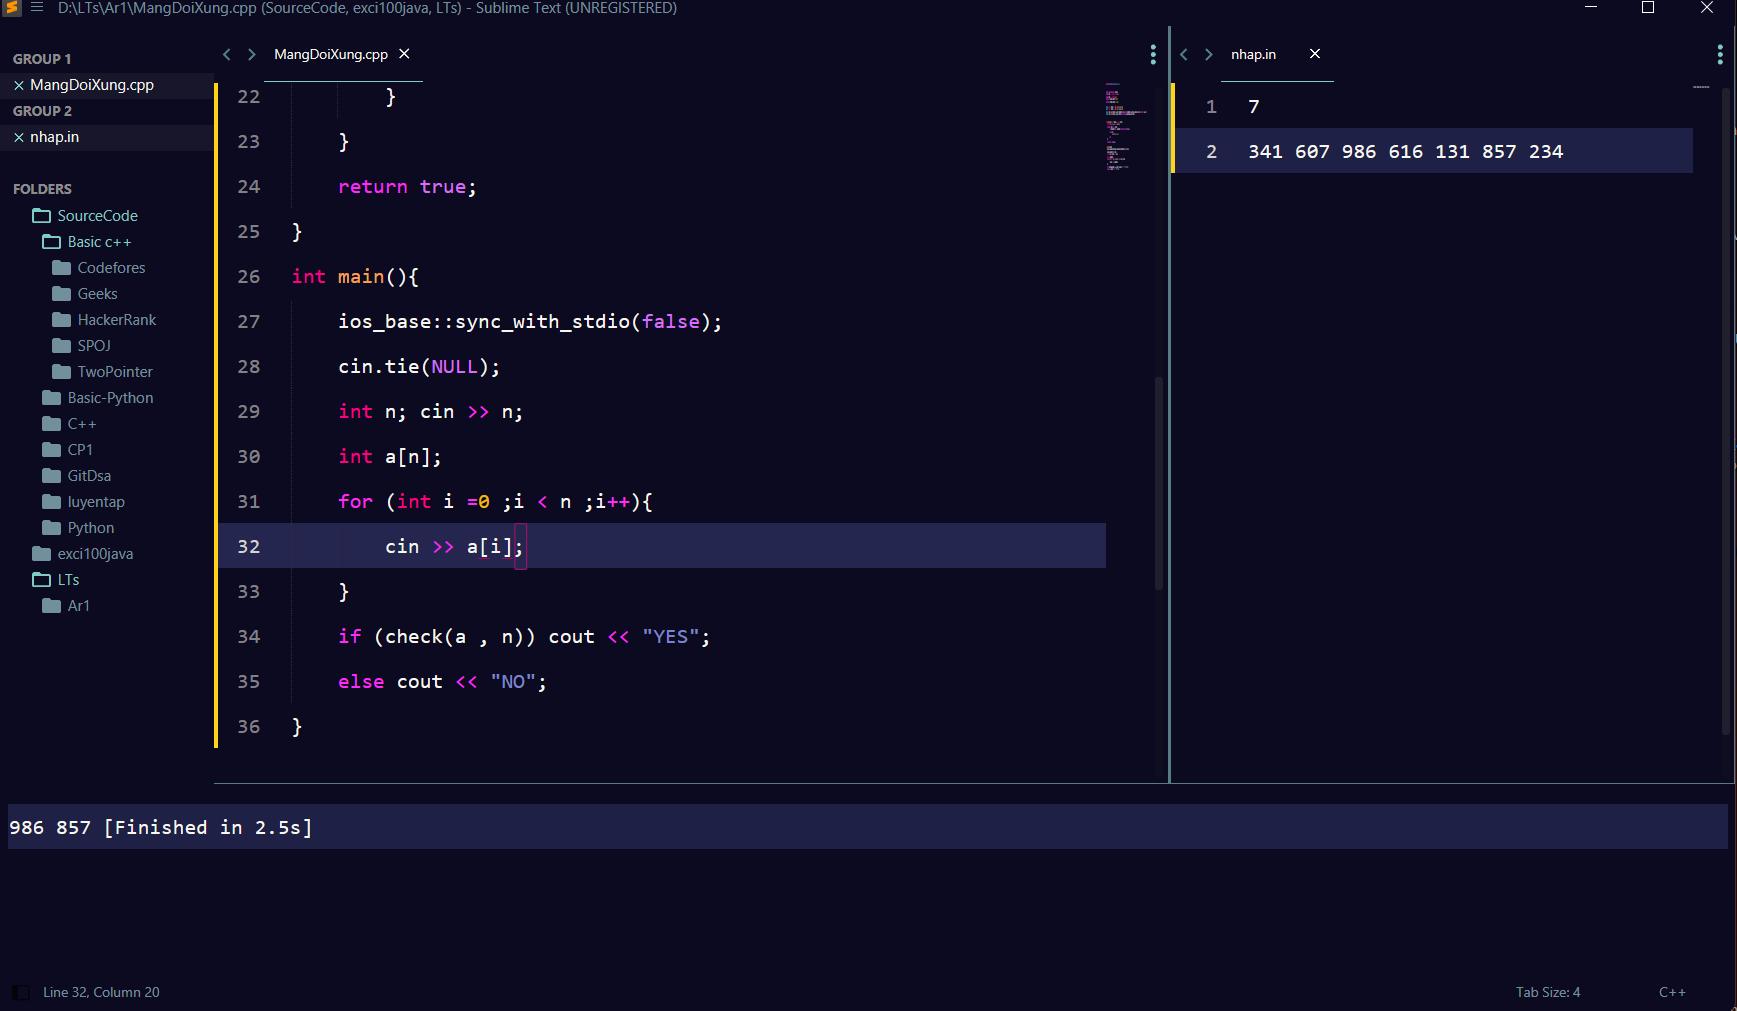 D:\LTs\Ar1\MangDoiXung.cpp (SourceCode, exci100java, LTs) - Sublime Text (UNREGISTERED)
GROUP 1
MangDoiXung.cpp
GROUP 2
nhap.in
FOLDERS
SourceCode
Basic c++
Codefores
Geeks
HackerRank
SPOJ
TwoPointer
Basic-Python
C++
CP1
GitDsa
luyentap
Python
exci100java
LTs
Ar1
MangDoiXung.cpp
22 }
23 }
24 return true;
25 }
26 int main(){
27 ios_base::sync_with_stdio(false);
28 cin.tie(NULL);
29 int n; cin >> n;
30 int a[n];
31 for (int i =0 ;i < n ;i++){
32 cin >> a[i];
33 }
34 if (check(a , n)) cout << "YES";
35 else cout << "NO";
36 }
nhap.in
1 7
2 341 607 986 616 131 857 234
986 857 [Finished in 2.5s]
Line 32, Column 20
Tab Size: 4
C++